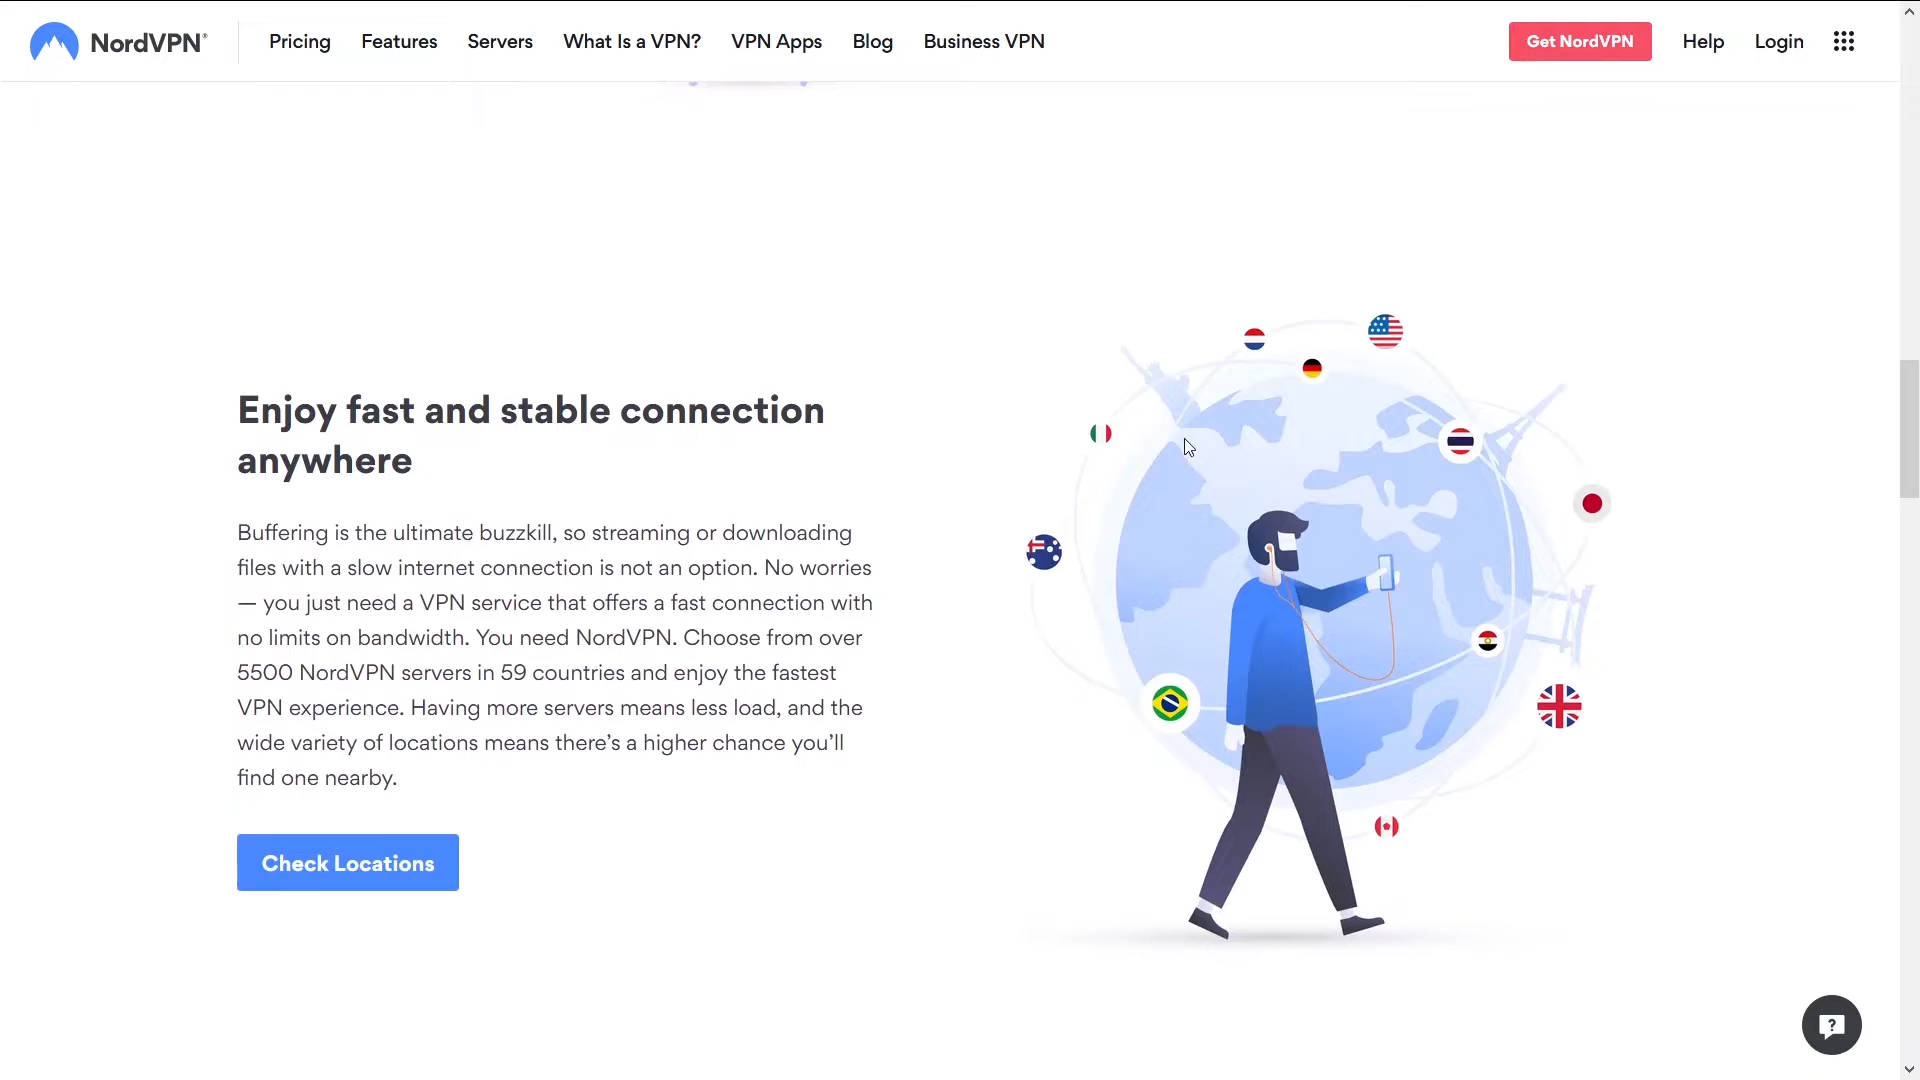 NordVPN®
Pricing
Features
Servers
What Is a VPN?
VPN Apps
Blog
Business VPN
Get NordVPN
Help
Login
Enjoy fast and stable connection
anywhere
Buffering is the ultimate buzzkill, so streaming or downloading
files with a slow internet connection is not an option. No worries
— you just need a VPN service that offers a fast connection with
no limits on bandwidth. You need NordVPN. Choose from over
5500 NordVPN servers in 59 countries and enjoy the fastest
VPN experience. Having more servers means less load, and the
wide variety of locations means there’s a higher chance you’ll
find one nearby.
Check Locations
?